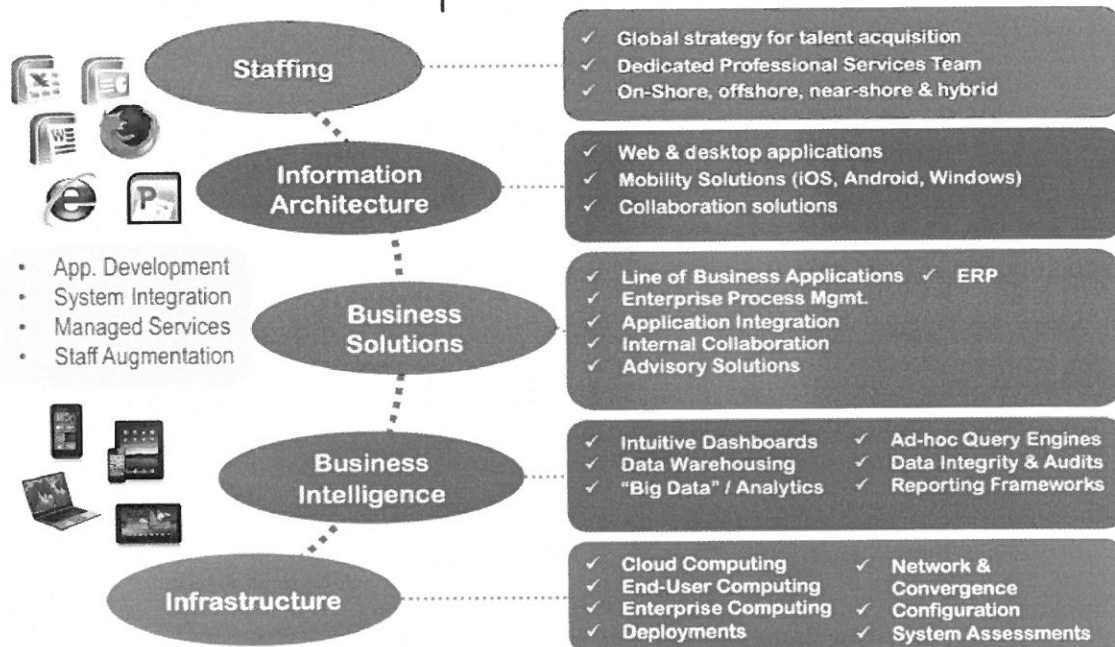 Staffing
✓ Global strategy for talent acquisition
✓ Dedicated Professional Services Team
✓ On-Shore, offshore, near-shore & hybrid
Information
Architecture
✓ Web & desktop applications
✓ Mobility Solutions (iOS, Android, Windows)
✓ Collaboration solutions
• App. Development
• System Integration
• Managed Services
• Staff Augmentation
Business
Solutions
✓ Line of Business Applications ✓ ERP
✓ Enterprise Process Mgmt.
✓ Application Integration
✓ Internal Collaboration
✓ Advisory Solutions
Business
Intelligence
✓ Intuitive Dashboards
✓ Data Warehousing
✓ "Big Data" / Analytics
✓ Ad-hoc Query Engines
✓ Data Integrity & Audits
✓ Reporting Frameworks
Infrastructure
✓ Cloud Computing
✓ End-User Computing
✓ Enterprise Computing
✓ Deployments
✓ Network &
Convergence
✓ Configuration
✓ System Assessments